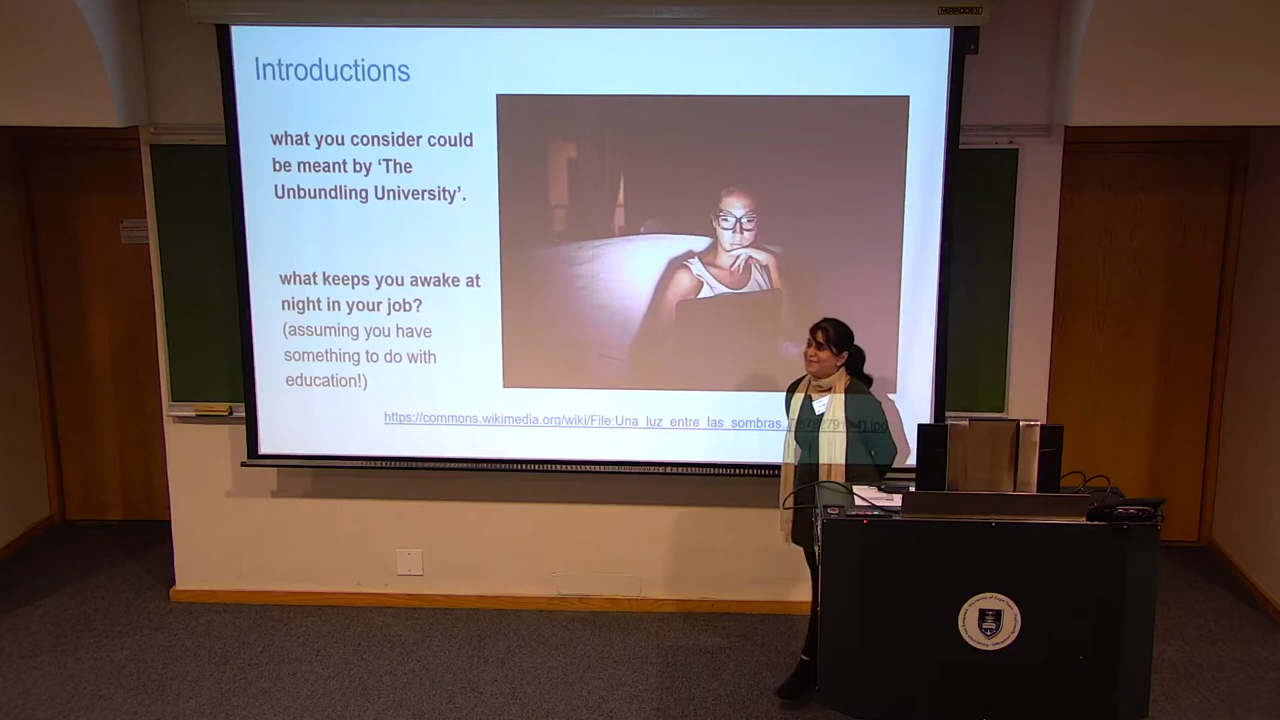 MIRRODEX
Introductions
what you consider could
be meant by ‘The
Unbundling University’.
what keeps you awake at
night in your job?
(assuming you have
something to do with
education!)
https://commons.wikimedia.org/wiki/File:Una_luz_entre_las_sombras.